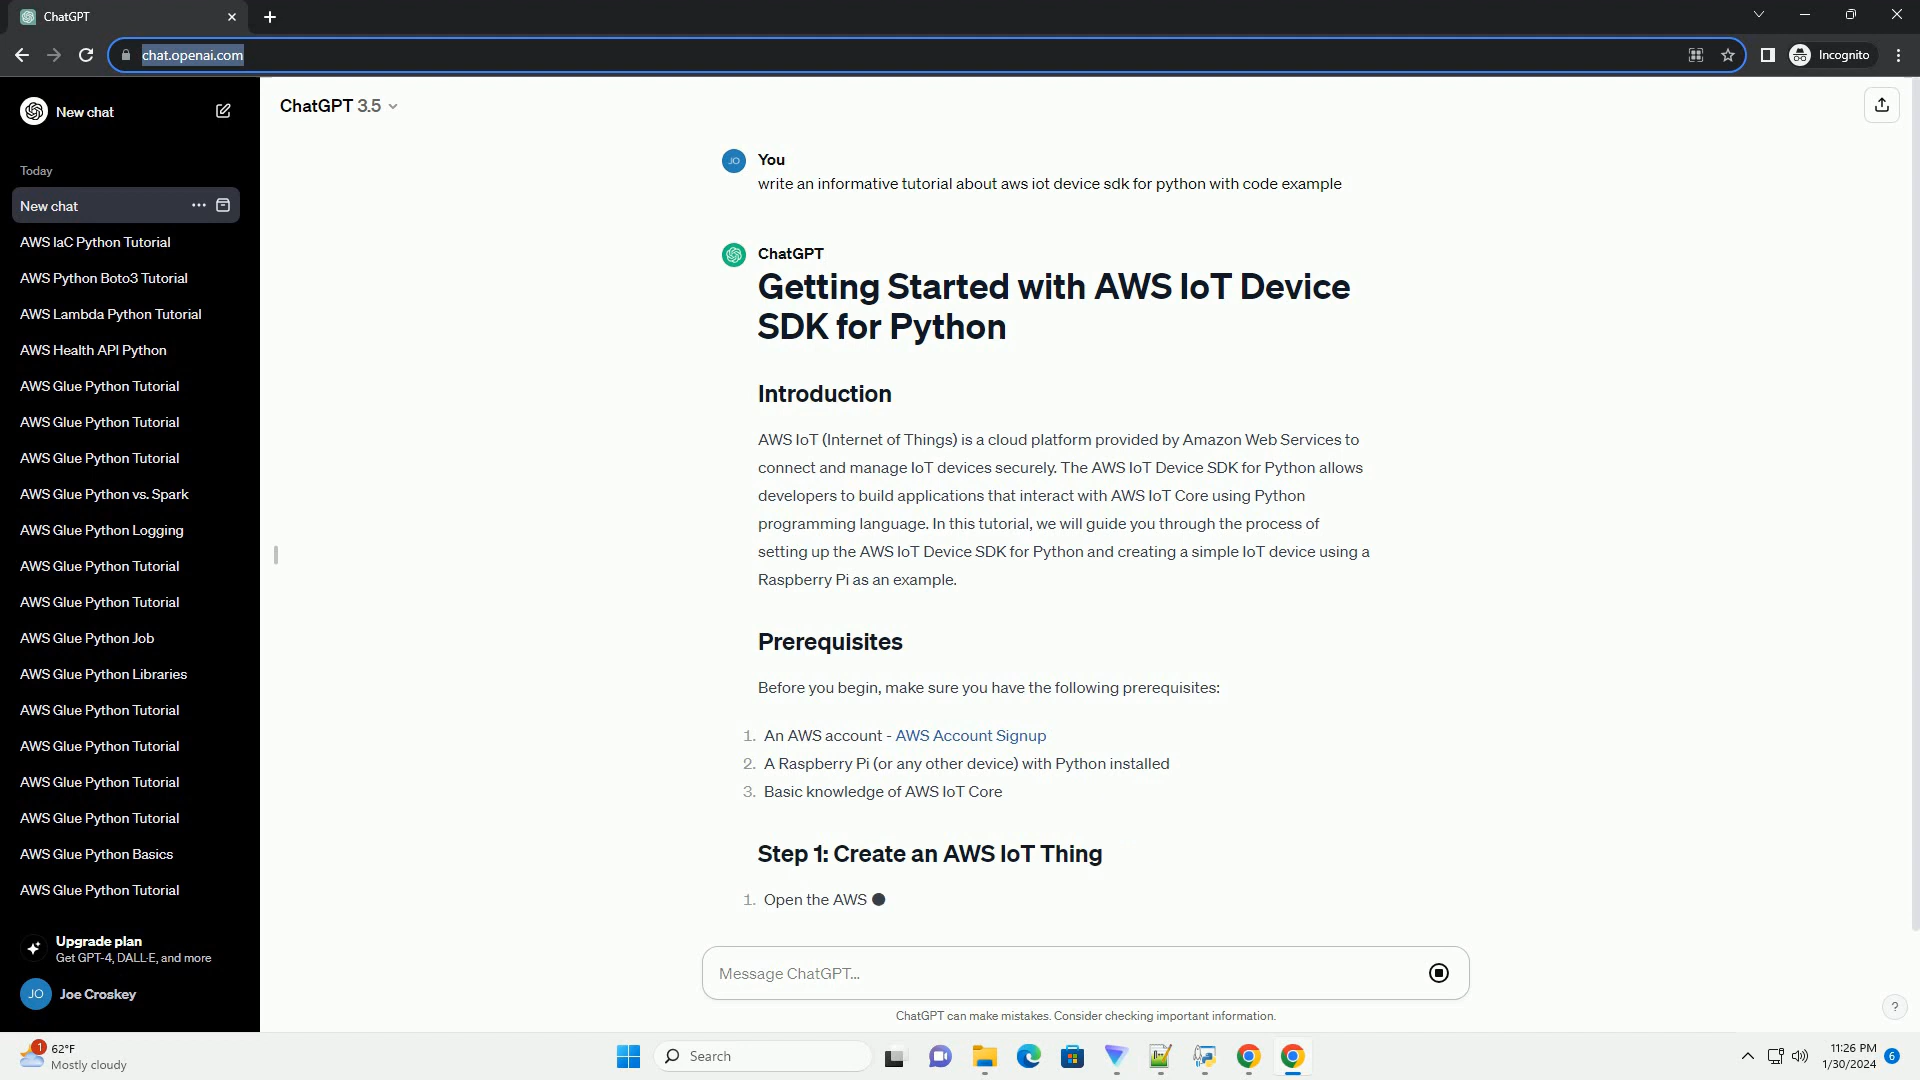 ChatGPT
chat.openai.com
Incognito
New chat
Today
New chat
AWS IaC Python Tutorial
AWS Python Boto3 Tutorial
AWS Lambda Python Tutorial
AWS Health API Python
AWS Glue Python Tutorial
AWS Glue Python Tutorial
AWS Glue Python Tutorial
AWS Glue Python vs. Spark
AWS Glue Python Logging
AWS Glue Python Tutorial
AWS Glue Python Tutorial
AWS Glue Python Job
AWS Glue Python Libraries
AWS Glue Python Tutorial
AWS Glue Python Tutorial
AWS Glue Python Tutorial
AWS Glue Python Tutorial
AWS Glue Python Basics
AWS Glue Python Tutorial
Upgrade plan
Get GPT-4, DALL·E, and more
JO Joe Croskey
ChatGPT 3.5
JO You
write an informative tutorial about aws iot device sdk for python with code example
ChatGPT
Getting Started with AWS IoT Device
SDK for Python
Introduction
AWS IoT (Internet of Things) is a cloud platform provided by Amazon Web Services to
connect and manage IoT devices securely. The AWS IoT Device SDK for Python allows
developers to build applications that interact with AWS IoT Core using Python
programming language. In this tutorial, we will guide you through the process of
setting up the AWS IoT Device SDK for Python and creating a simple IoT device using a
Raspberry Pi as an example.
Prerequisites
Before you begin, make sure you have the following prerequisites:
1. An AWS account - AWS Account Signup
2. A Raspberry Pi (or any other device) with Python installed
3. Basic knowledge of AWS IoT Core
Step 1: Create an AWS IoT Thing
1. Open the AWS
Message ChatGPT...
ChatGPT can make mistakes. Consider checking important information.
?
1
62°F
Mostly cloudy
Search
11:26 PM
1/30/2024
6